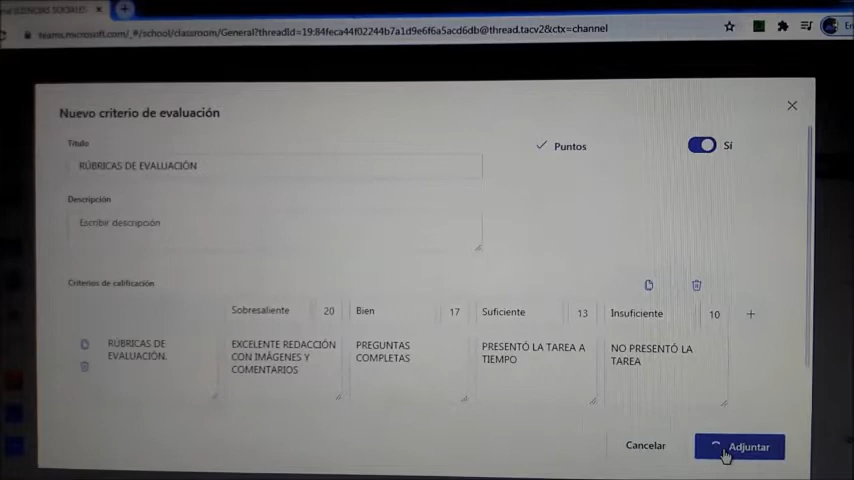 CIENCIAS SOCIALES
teams.microsoft.com/_#/school/classroom/General?threadId=19:84feca44f02244b7a1d9e6f6a5acd6db@thread.tacv2&ctx=channel
Nuevo criterio de evaluación
Título
RÚBRICAS DE EVALUACIÓN
Puntos
Sí
Descripción
Escribir descripción
Criterios de calificación
Sobresaliente 20 Bien 17 Suficiente 13 Insuficiente 10
RÚBRICAS DE
EVALUACIÓN.
EXCELENTE REDACCIÓN
CON IMÁGENES Y
COMENTARIOS
PREGUNTAS
COMPLETAS
PRESENTÓ LA TAREA A
TIEMPO
NO PRESENTÓ LA
TAREA
Cancelar
Adjuntar